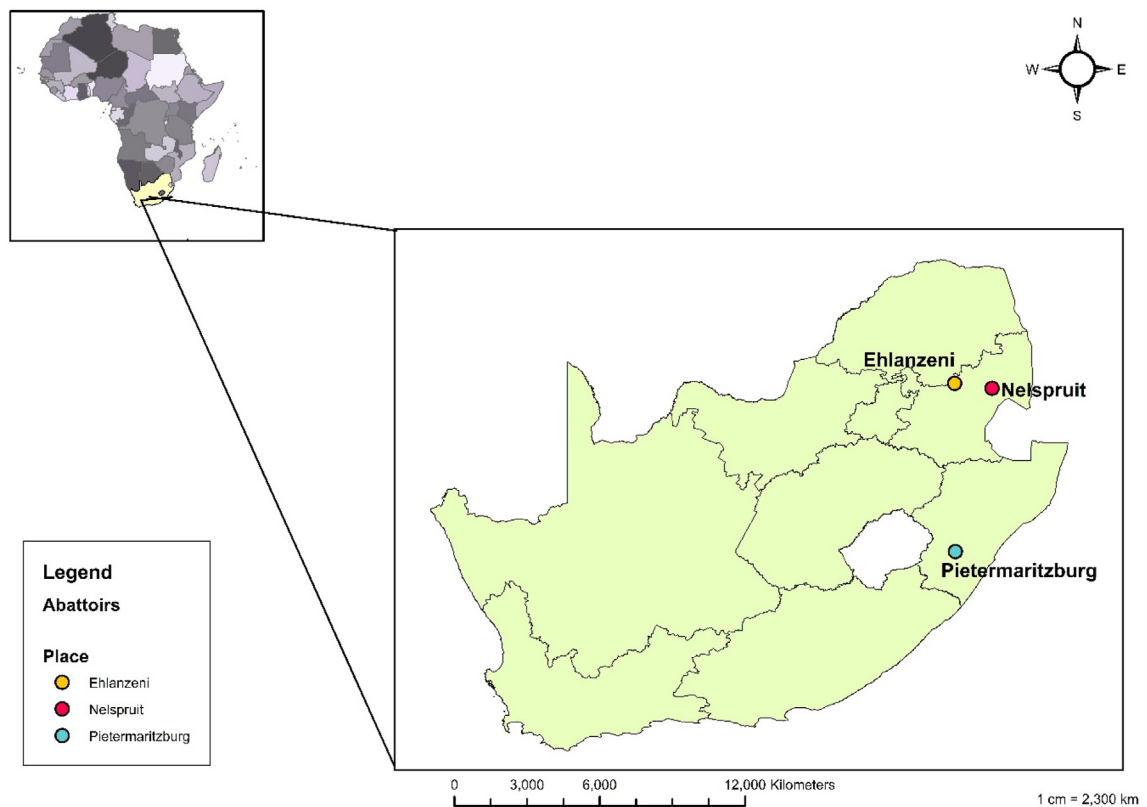 N
W E
S
Ehlanzeni
Nelspruit
Pietermaritzburg
Legend
Abattoirs
Place
Ehlanzeni
Nelspruit
Pietermaritzburg
0 3,000 6,000 12,000 Kilometers
1 cm = 2,300 km